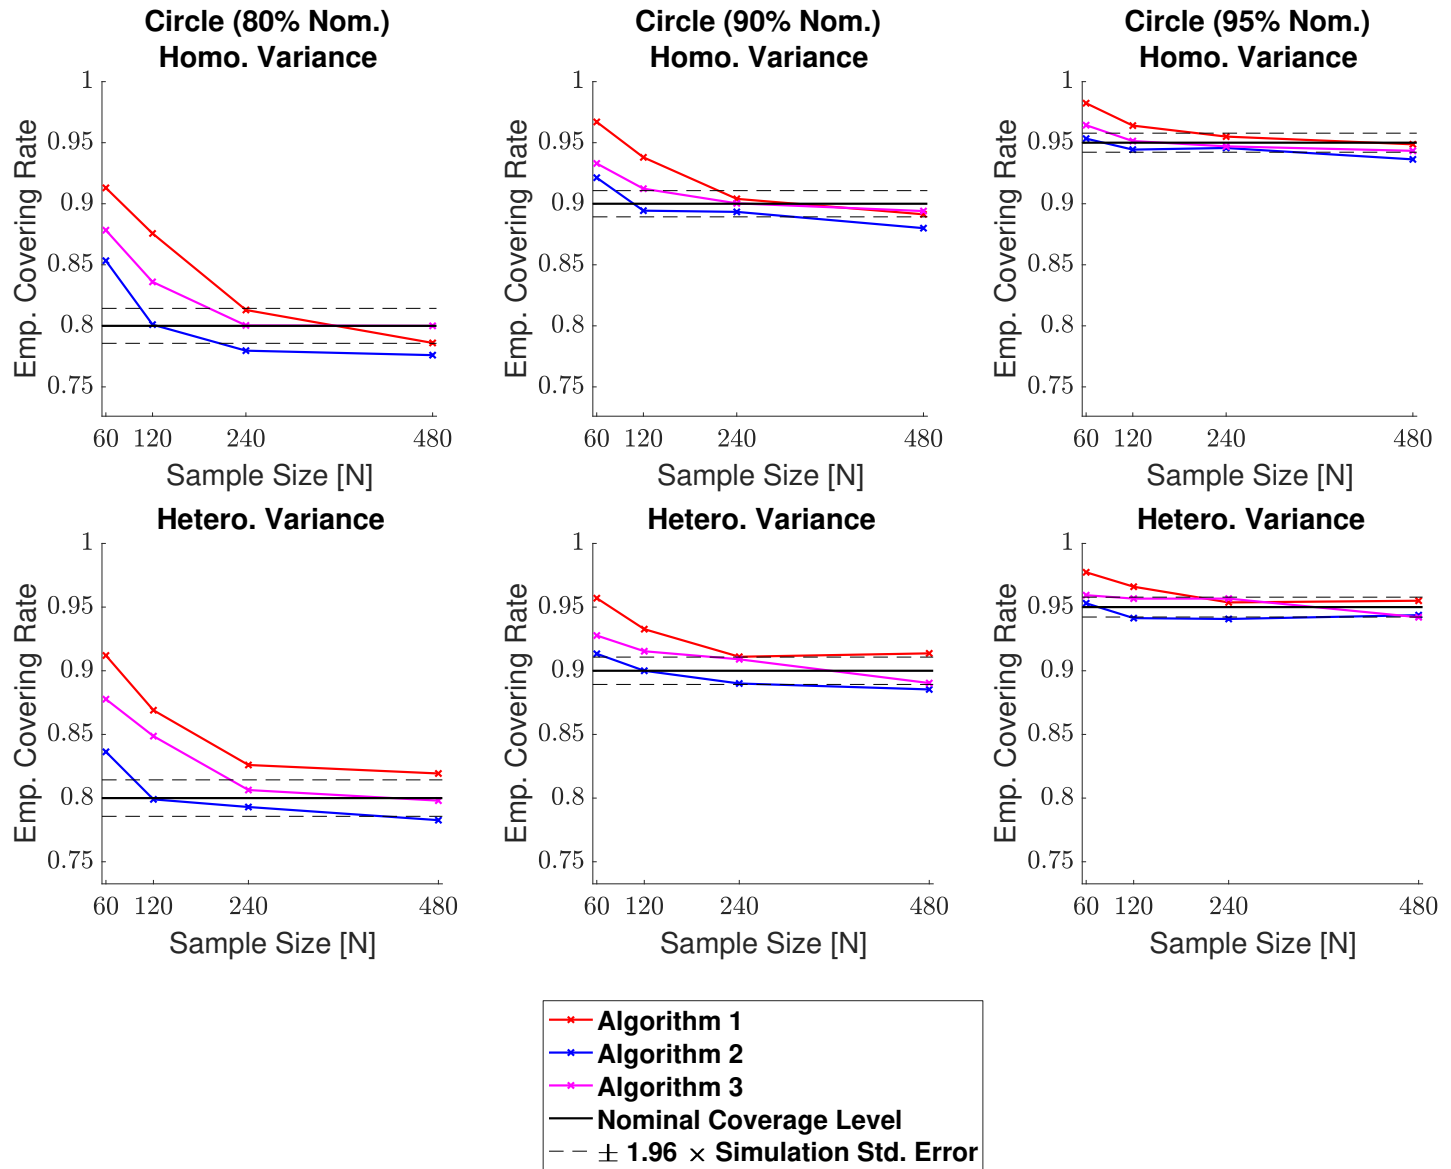 Circle (80% Nom.)
Homo. Variance
1
0.95
0.9
0.85
0.8
0.75
Emp. Covering Rate
60 120 240 480
Sample Size [N]
Circle (90% Nom.)
Homo. Variance
1
0.95
0.9
0.85
0.8
0.75
Emp. Covering Rate
60 120 240 480
Sample Size [N]
Circle (95% Nom.)
Homo. Variance
1
0.95
0.9
0.85
0.8
0.75
Emp. Covering Rate
60 120 240 480
Sample Size [N]
Hetero. Variance
1
0.95
0.9
0.85
0.8
0.75
Emp. Covering Rate
60 120 240 480
Sample Size [N]
Hetero. Variance
1
0.95
0.9
0.85
0.8
0.75
Emp. Covering Rate
60 120 240 480
Sample Size [N]
Hetero. Variance
1
0.95
0.9
0.85
0.8
0.75
Emp. Covering Rate
60 120 240 480
Sample Size [N]
Algorithm 1
Algorithm 2
Algorithm 3
Nominal Coverage Level
± 1.96 × Simulation Std. Error